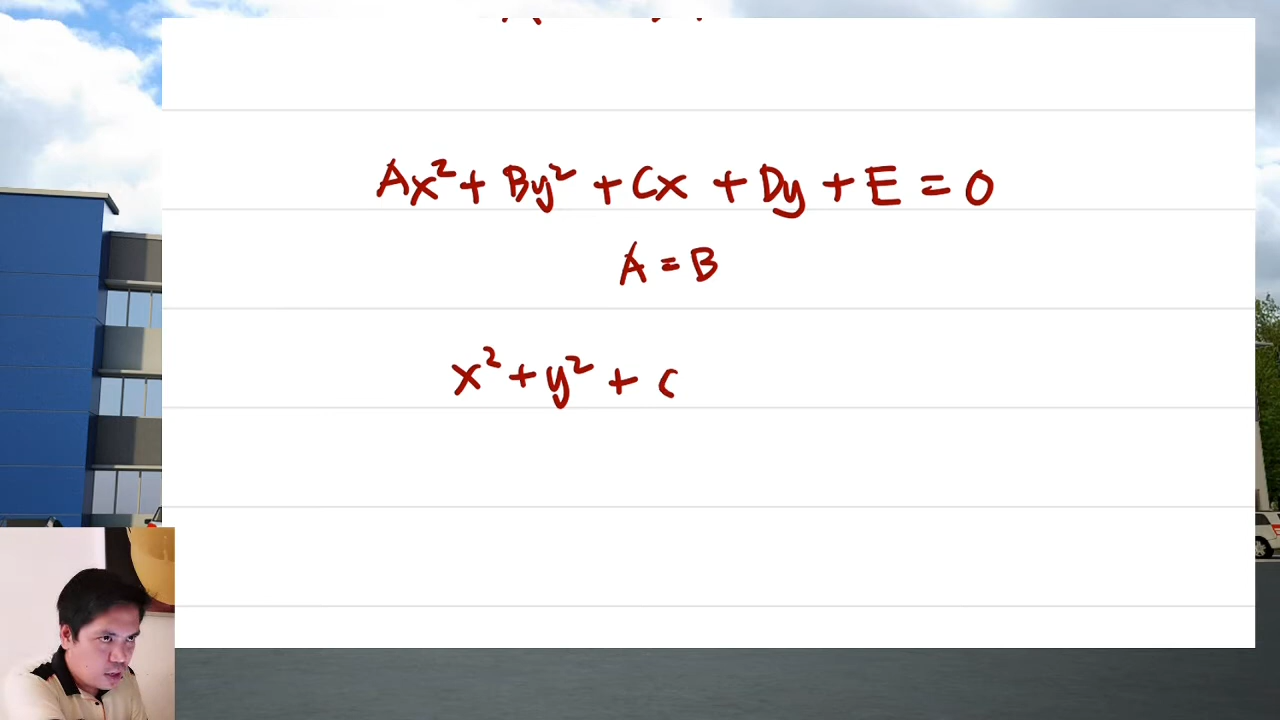 Ax² + By² + Cx + Dy + E = 0
A = B
x² + y² + C